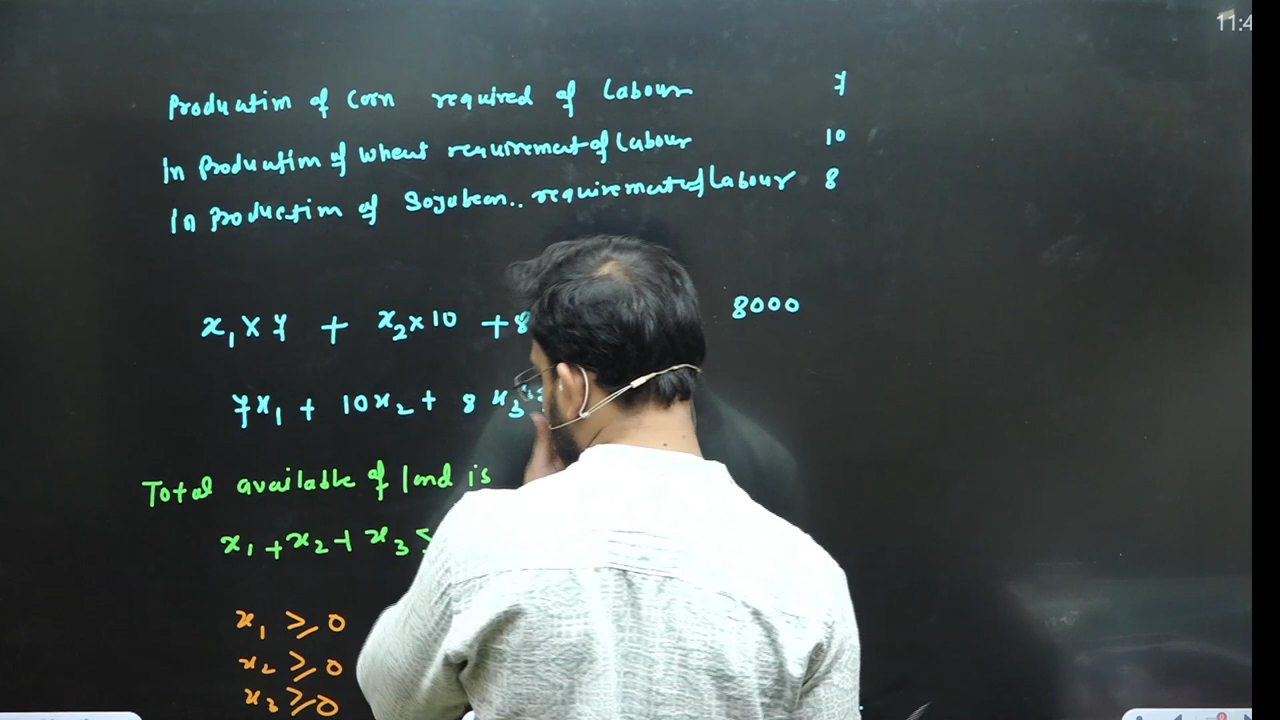 11:4
Production of Corn required of Labour 7
In Production of Wheat requirement of Labour 10
In Production of Soyabean.. requirement of Labour 8
x₁ × 7 + x₂ × 10 + 8 8000
7x₁ + 10x₂ + 8 x₃
Total available of land is
x₁ + x₂ + x₃ ≤
x₁ ≥ 0
x₂ ≥ 0
x₃ ≥ 0